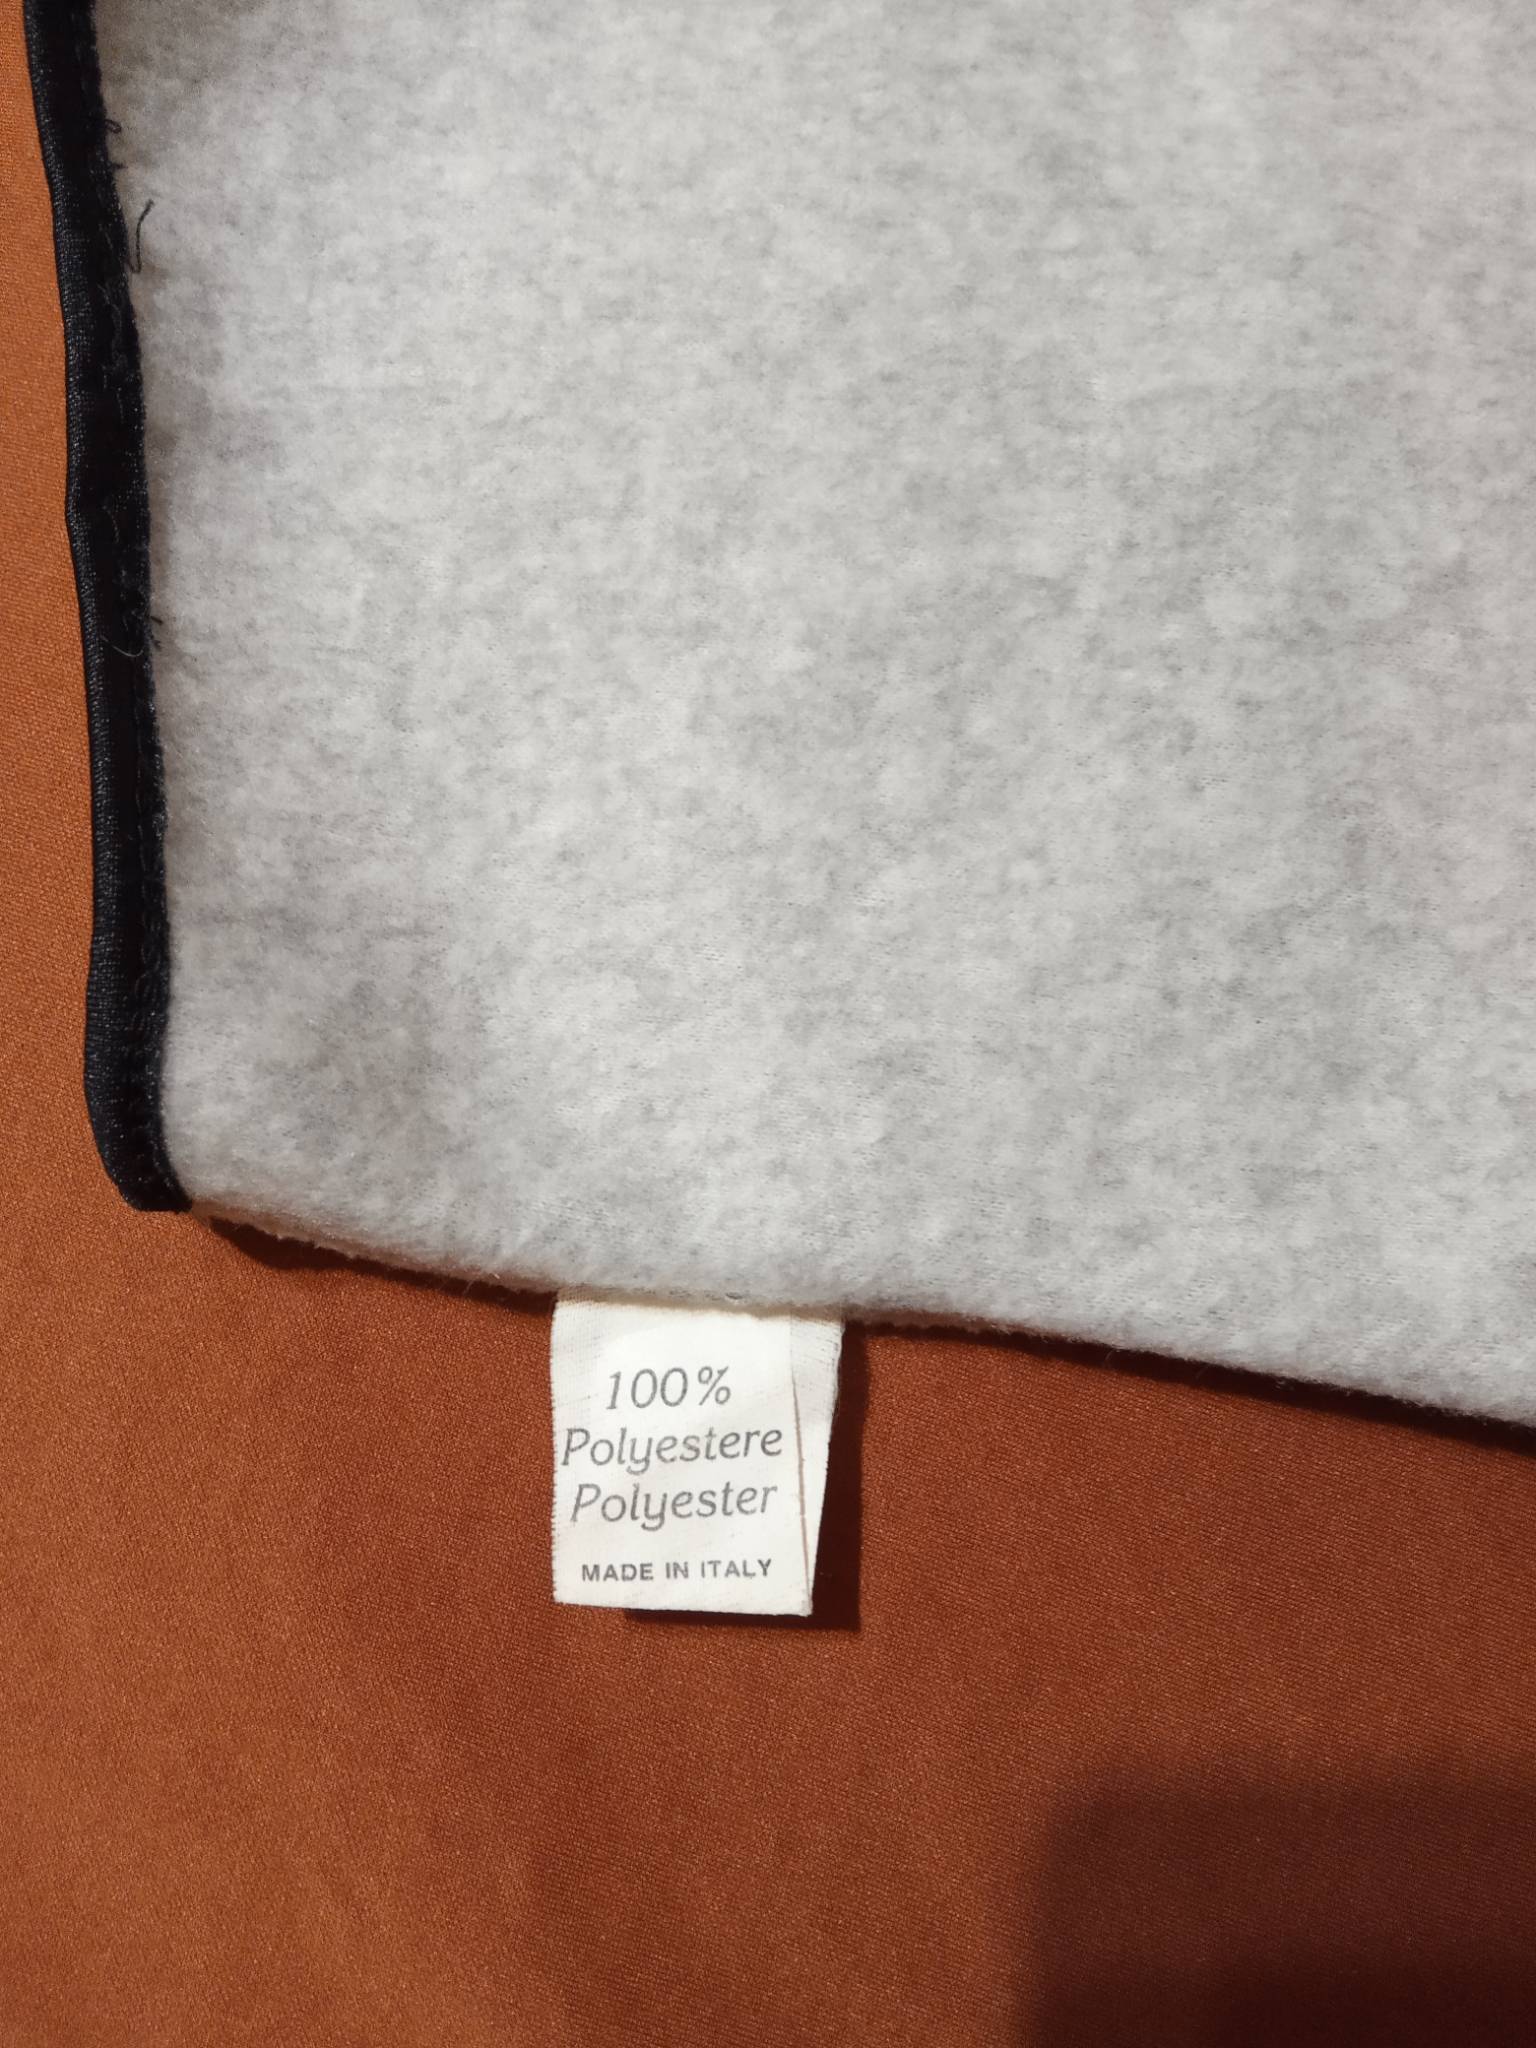 100%
Polyestere
Polyester
MADE IN ITALY